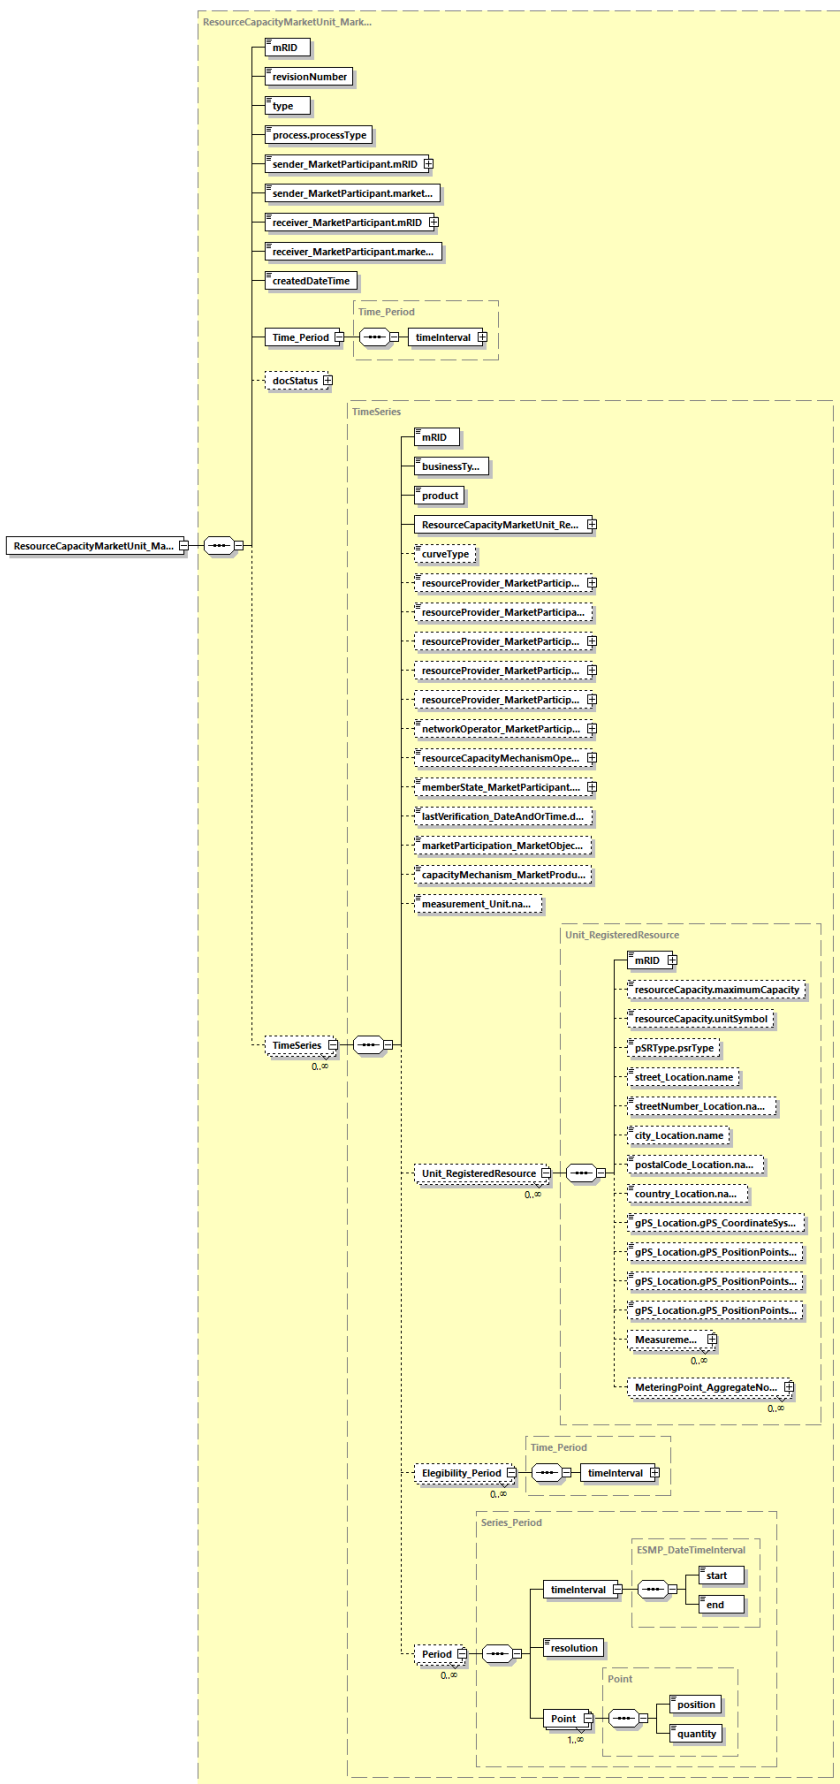 ResourceCapacityMarketUnit_Mark...
mRID
revisionNumber
type
process.processType
sender_MarketParticipant.mRID
sender_MarketParticipant.market...
receiver_MarketParticipant.mRID
receiver_MarketParticipant.marke...
createdDateTime
Time_Period
Time_Period
timeInterval
docStatus
TimeSeries
mRID
businessTy...
product
ResourceCapacityMarketUnit_Re...
ResourceCapacityMarketUnit_Ma...
curveType
resourceProvider_MarketParticip...
resourceProvider_MarketParticipa...
resourceProvider_MarketParticip...
resourceProvider_MarketParticip...
resourceProvider_MarketParticip...
networkOperator_MarketParticip...
resourceCapacityMechanismOpe...
memberState_MarketParticipant....
lastVerification_DateAndOrTime.d...
marketParticipation_MarketObjec...
capacityMechanism_MarketProdu...
measurement_Unit.na...
Unit_RegisteredResource
mRID
resourceCapacity.maximumCapacity
resourceCapacity.unitSymbol
TimeSeries
0..∞
pSRType.psrType
street_Location.name
streetNumber_Location.na...
city_Location.name
postalCode_Location.na...
Unit_RegisteredResource
0..∞
country_Location.na...
gPS_Location.gPS_CoordinateSys...
gPS_Location.gPS_PositionPoints...
gPS_Location.gPS_PositionPoints...
gPS_Location.gPS_PositionPoints...
Measureme...
0..∞
MeteringPoint_AggregateNo...
0..∞
Time_Period
Elegibility_Period
0..∞
timeInterval
Series_Period
ESMP_DateTimeInterval
start
timeInterval
end
resolution
Period
0..∞
Point
position
Point
1..∞
quantity